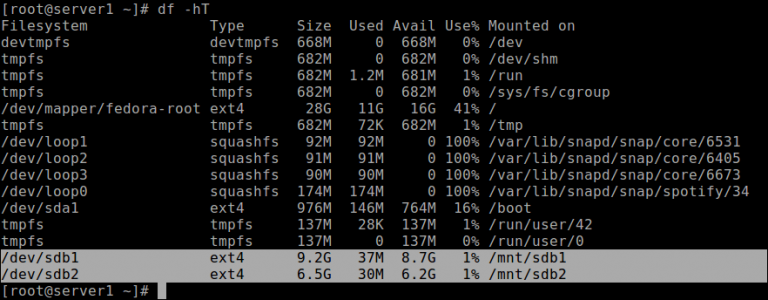 [root@server1 ~]# df -hT
Filesystem Type Size Used Avail Use% Mounted on
devtmpfs devtmpfs 668M 0 668M 0% /dev
tmpfs tmpfs 682M 0 682M 0% /dev/shm
tmpfs tmpfs 682M 1.2M 681M 1% /run
tmpfs tmpfs 682M 0 682M 0% /sys/fs/cgroup
/dev/mapper/fedora-root ext4 28G 11G 16G 41% /
tmpfs tmpfs 682M 72K 682M 1% /tmp
/dev/loop1 squashfs 92M 92M 0 100% /var/lib/snapd/snap/core/6531
/dev/loop2 squashfs 91M 91M 0 100% /var/lib/snapd/snap/core/6405
/dev/loop3 squashfs 90M 90M 0 100% /var/lib/snapd/snap/core/6673
/dev/loop0 squashfs 174M 174M 0 100% /var/lib/snapd/snap/spotify/34
/dev/sda1 ext4 976M 146M 764M 16% /boot
tmpfs tmpfs 137M 28K 137M 1% /run/user/42
tmpfs tmpfs 137M 0 137M 0% /run/user/0
/dev/sdb1 ext4 9.2G 37M 8.7G 1% /mnt/sdb1
/dev/sdb2 ext4 6.5G 30M 6.2G 1% /mnt/sdb2
[root@server1 ~]#